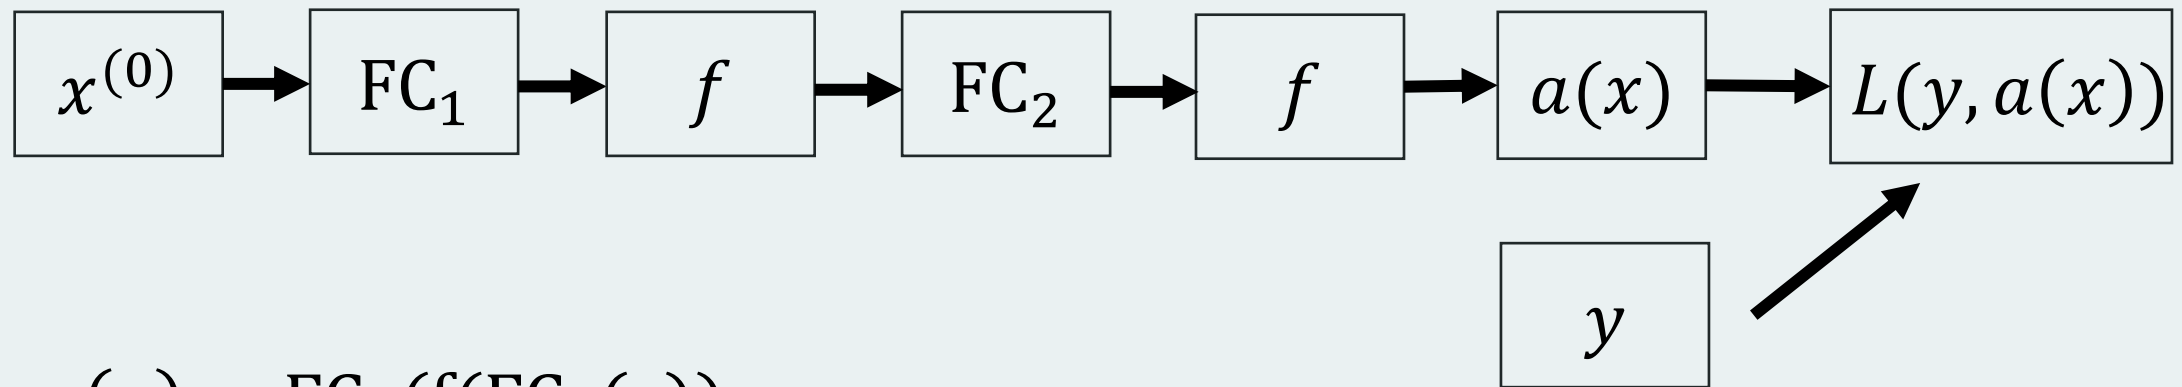 x⁽⁰⁾ FC₁ f FC₂ f a(x) L(y, a(x))
y